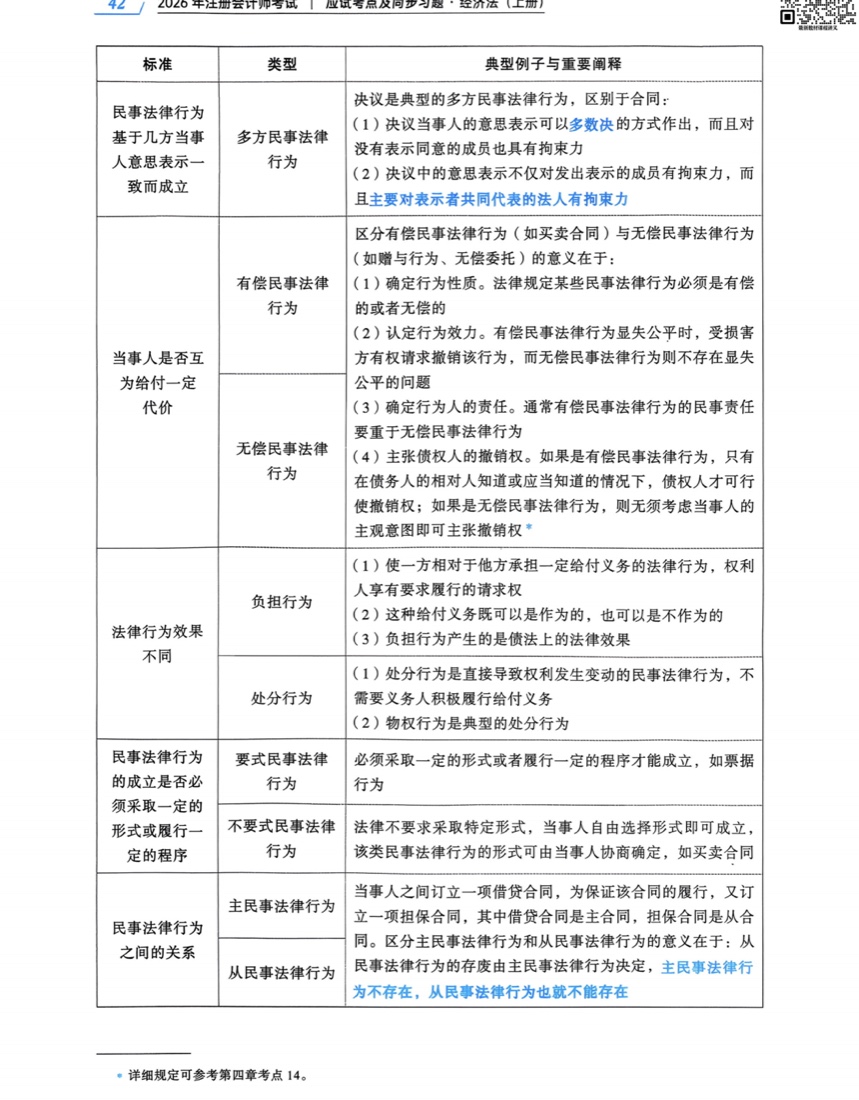 42 2026年注册会计师考试 | 应试考点及同步习题·经济法（上册）
标准 类型 典型例子与重要阐释
民事法律行为
基于几方当事
人意思表示一
致而成立
多方民事法律
行为
决议是典型的多方民事法律行为，区别于合同：
（1）决议当事人的意思表示可以多数决的方式作出，而且对
没有表示同意的成员也具有拘束力
（2）决议中的意思表示不仅对发出表示的成员有拘束力，而
且主要对表示者共同代表的法人有拘束力
当事人是否互
为给付一定
代价
有偿民事法律
行为
无偿民事法律
行为
区分有偿民事法律行为（如买卖合同）与无偿民事法律行为
（如赠与行为、无偿委托）的意义在于：
（1）确定行为性质。法律规定某些民事法律行为必须是有偿
的或者无偿的
（2）认定行为效力。有偿民事法律行为显失公平时，受损害
方有权请求撤销该行为，而无偿民事法律行为则不存在显失
公平的问题
（3）确定行为人的责任。通常有偿民事法律行为的民事责任
要重于无偿民事法律行为
（4）主张债权人的撤销权。如果是有偿民事法律行为，只有
在债务人的相对人知道或应当知道的情况下，债权人才可行
使撤销权；如果是无偿民事法律行为，则无须考虑当事人的
主观意图即可主张撤销权*
法律行为效果
不同
负担行为
（1）使一方相对于他方承担一定给付义务的法律行为，权利
人享有要求履行的请求权
（2）这种给付义务既可以是作为的，也可以是不作为的
（3）负担行为产生的是债法上的法律效果
处分行为
（1）处分行为是直接导致权利发生变动的民事法律行为，不
需要义务人积极履行给付义务
（2）物权行为是典型的处分行为
民事法律行为
的成立是否必
须采取一定的
形式或履行一
定的程序
要式民事法律
行为
必须采取一定的形式或者履行一定的程序才能成立，如票据
行为
不要式民事法律
行为
法律不要求采取特定形式，当事人自由选择形式即可成立，
该类民事法律行为的形式可由当事人协商确定，如买卖合同
民事法律行为
之间的关系
主民事法律行为
从民事法律行为
当事人之间订立一项借贷合同，为保证该合同的履行，又订
立一项担保合同，其中借贷合同是主合同，担保合同是从合
同。区分主民事法律行为和从民事法律行为的意义在于：从
民事法律行为的存废由主民事法律行为决定，主民事法律行
为不存在，从民事法律行为也就不能存在
* 详细规定可参考第四章考点14。